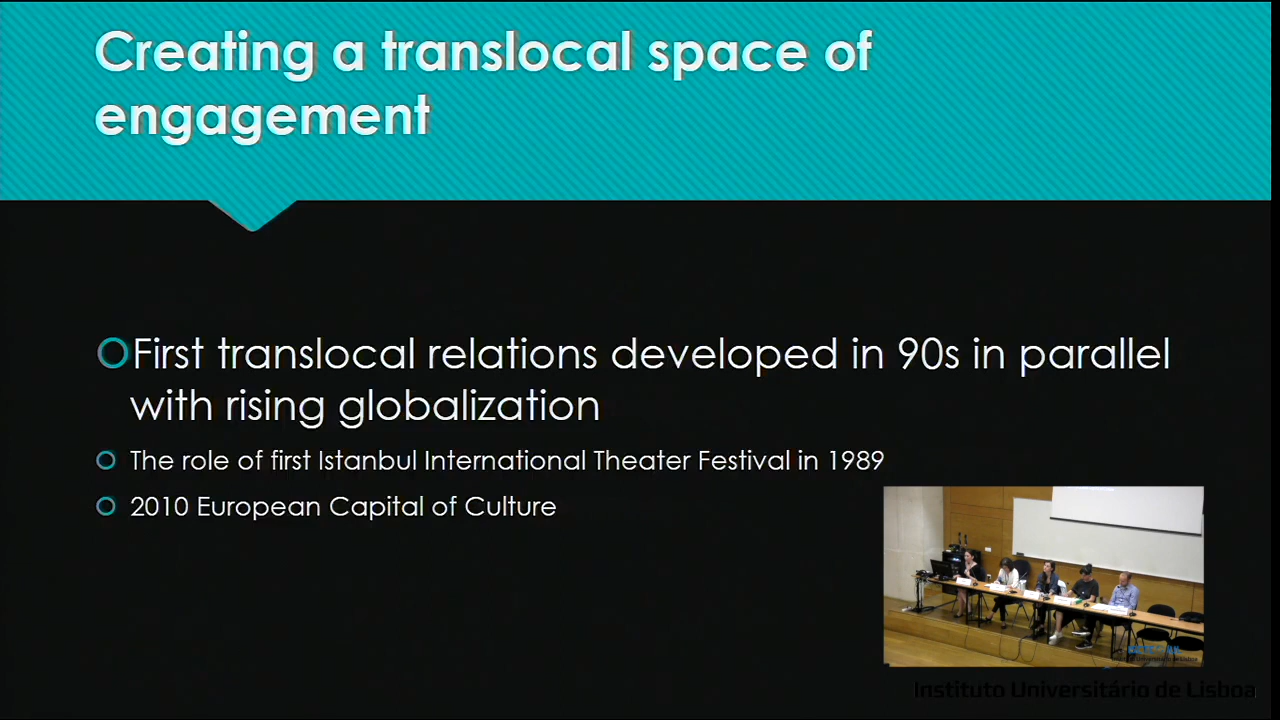 Creating a translocal space of
engagement
First translocal relations developed in 90s in parallel
with rising globalization
The role of first Istanbul International Theater Festival in 1989
2010 European Capital of Culture
Instituto Universitário de Lisboa